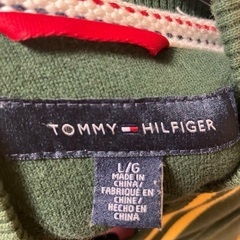 TOMMY HILFIGER
L/G
MADE IN
CHINA/
FABRIQUÉ EN
CHINE/
HECHO EN
CHINA